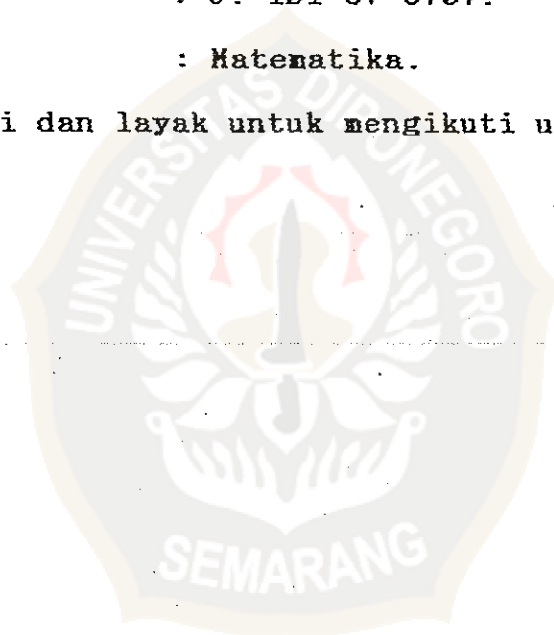 : Matematika.
i dan layak untuk mengikuti u
UNIVERSITAS DIPONEGORO
SEMARANG